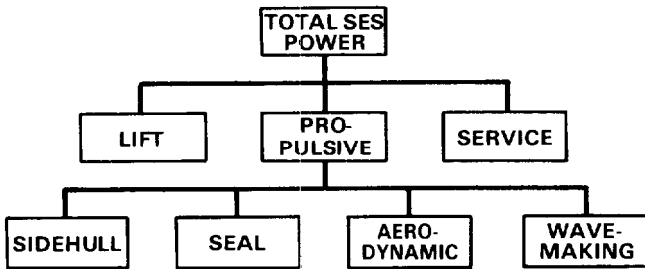 TOTAL SES
POWER
LIFT
PRO-
PULSIVE
SERVICE
SIDEHULL
SEAL
AERO-
DYNAMIC
WAVE-
MAKING